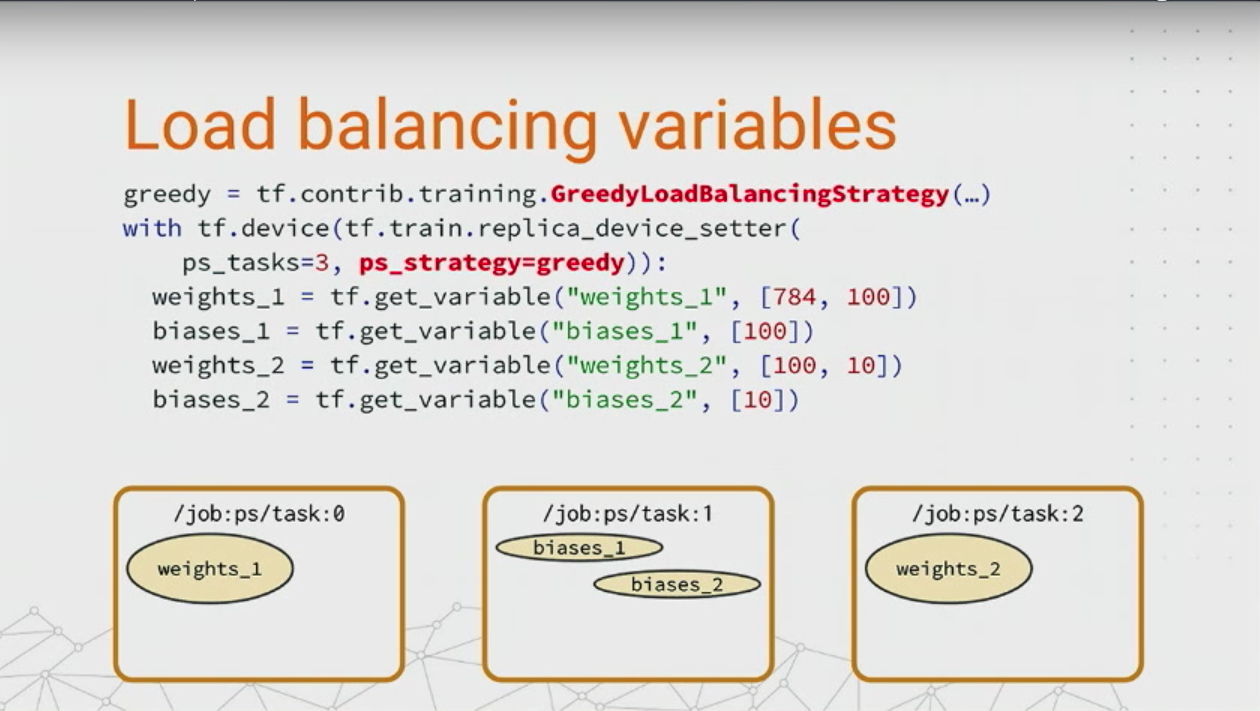 Load balancing variables
greedy = tf.contrib.training.GreedyLoadBalancingStrategy(…)
with tf.device(tf.train.replica_device_setter(
    ps_tasks=3, ps_strategy=greedy)):
  weights_1 = tf.get_variable("weights_1", [784, 100])
  biases_1 = tf.get_variable("biases_1", [100])
  weights_2 = tf.get_variable("weights_2", [100, 10])
  biases_2 = tf.get_variable("biases_2", [10])
/job:ps/task:0
weights_1
/job:ps/task:1
biases_1
biases_2
/job:ps/task:2
weights_2